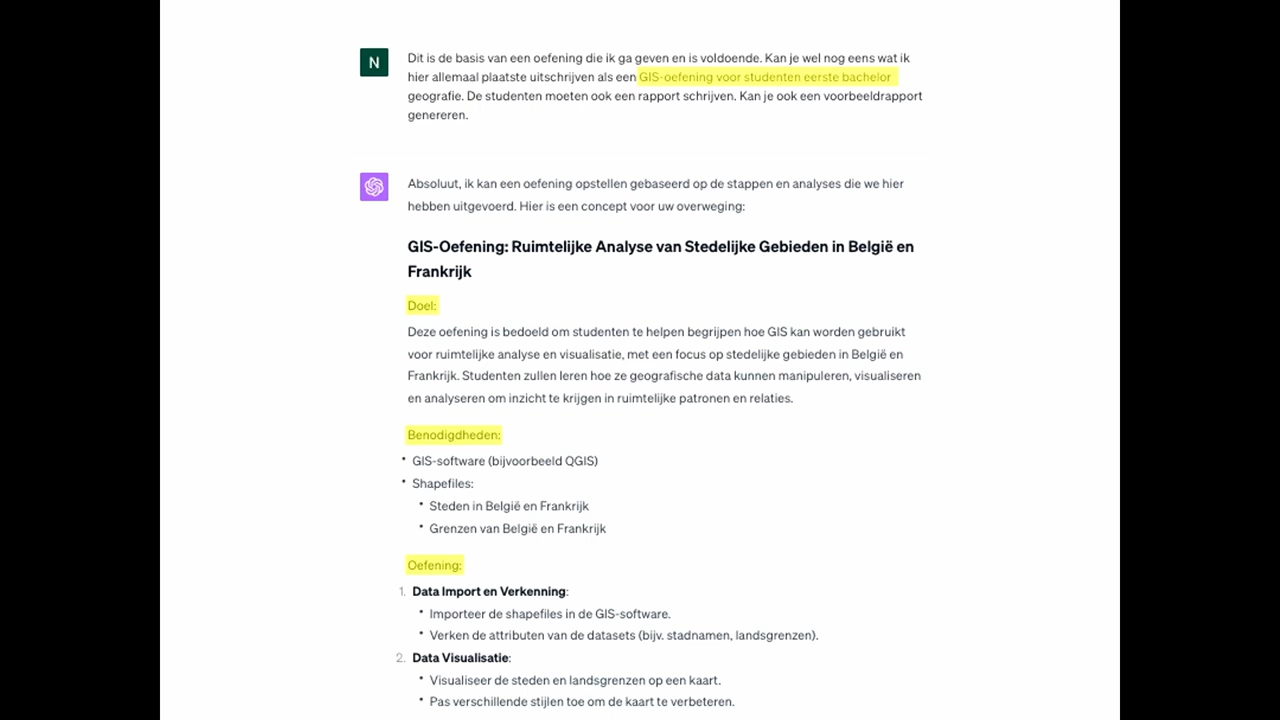 N
Dit is de basis van een oefening die ik ga geven en is voldoende. Kan je wel nog eens wat ik
hier allemaal plaatste uitschrijven als een GIS-oefening voor studenten eerste bachelor
geografie. De studenten moeten ook een rapport schrijven. Kan je ook een voorbeeldrapport
genereren.
Absoluut, ik kan een oefening opstellen gebaseerd op de stappen en analyses die we hier
hebben uitgevoerd. Hier is een concept voor uw overweging:
GIS-Oefening: Ruimtelijke Analyse van Stedelijke Gebieden in België en
Frankrijk
Doel:
Deze oefening is bedoeld om studenten te helpen begrijpen hoe GIS kan worden gebruikt
voor ruimtelijke analyse en visualisatie, met een focus op stedelijke gebieden in België en
Frankrijk. Studenten zullen leren hoe ze geografische data kunnen manipuleren, visualiseren
en analyseren om inzicht te krijgen in ruimtelijke patronen en relaties.
Benodigdheden:
• GIS-software (bijvoorbeeld QGIS)
• Shapefiles:
• Steden in België en Frankrijk
• Grenzen van België en Frankrijk
Oefening:
1. Data Import en Verkenning:
• Importeer de shapefiles in de GIS-software.
• Verken de attributen van de datasets (bijv. stadnamen, landsgrenzen).
2. Data Visualisatie:
• Visualiseer de steden en landsgrenzen op een kaart.
• Pas verschillende stijlen toe om de kaart te verbeteren.